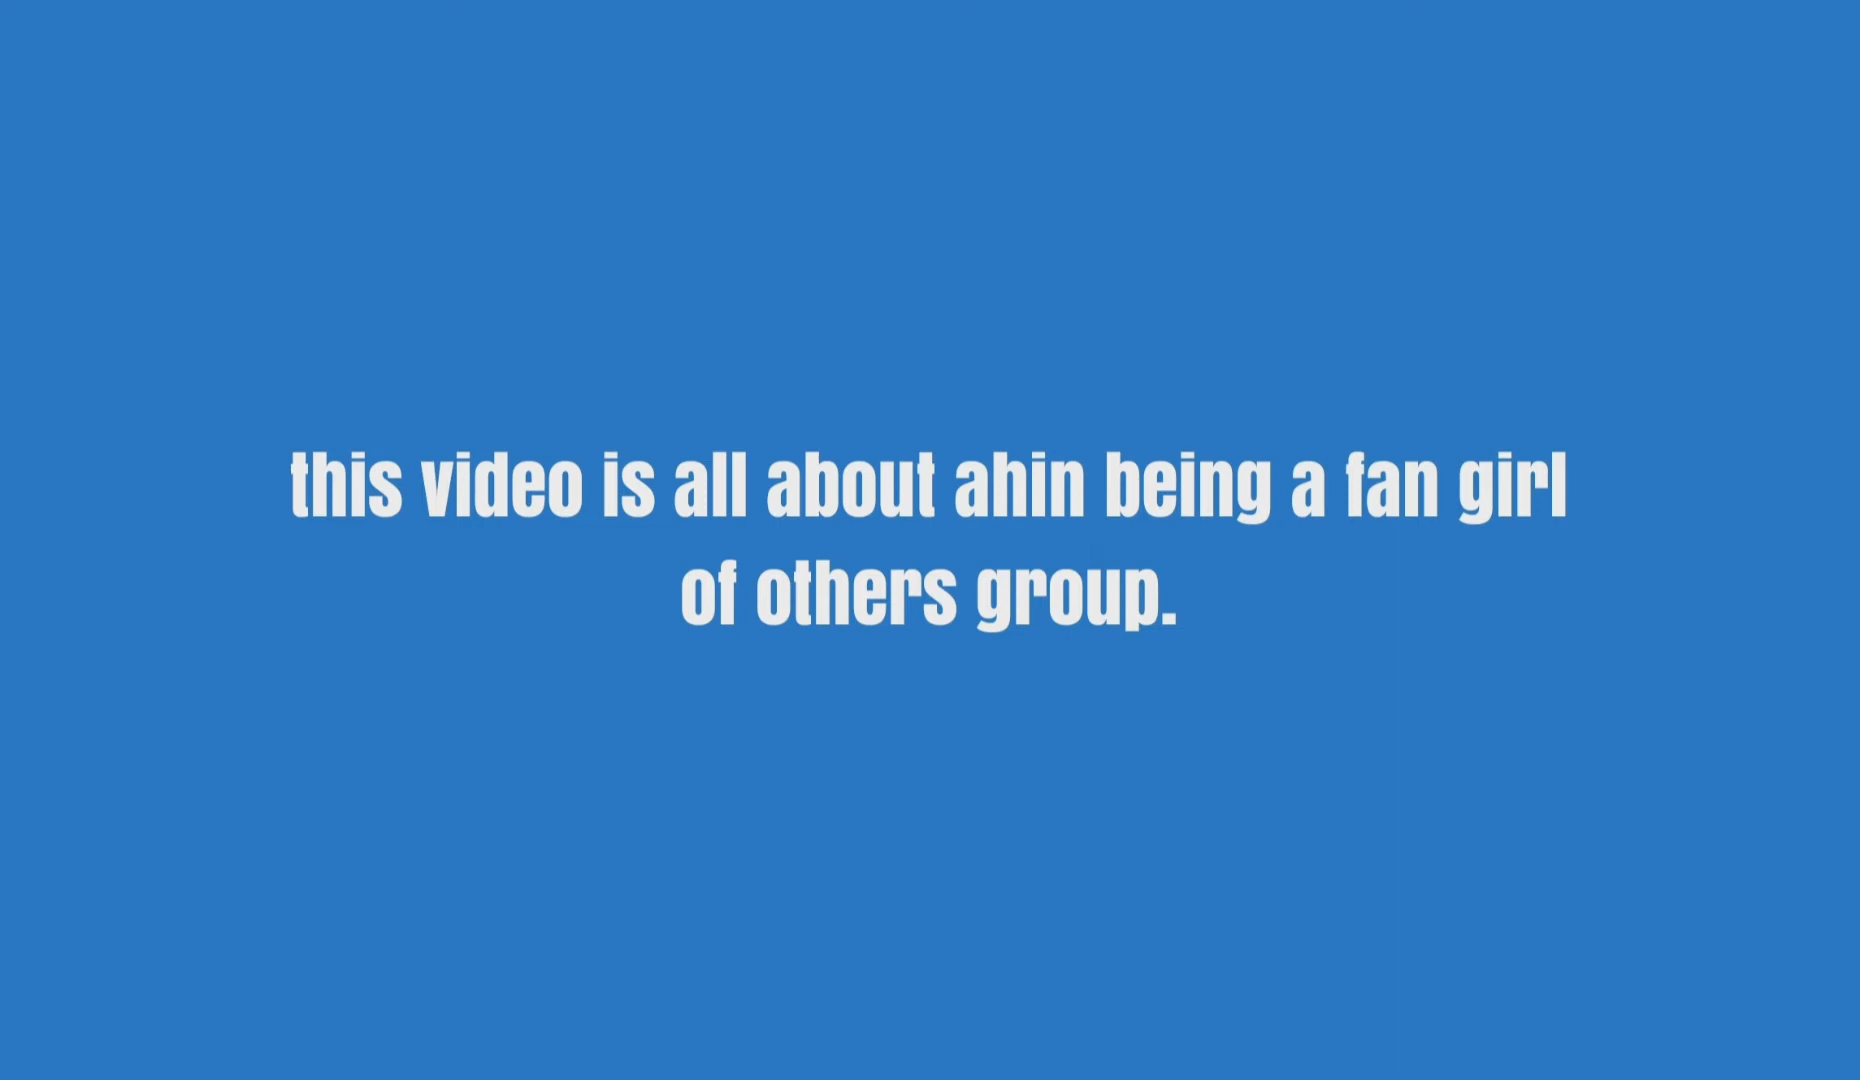 this video is all about ahin being a fan girl
of others group.